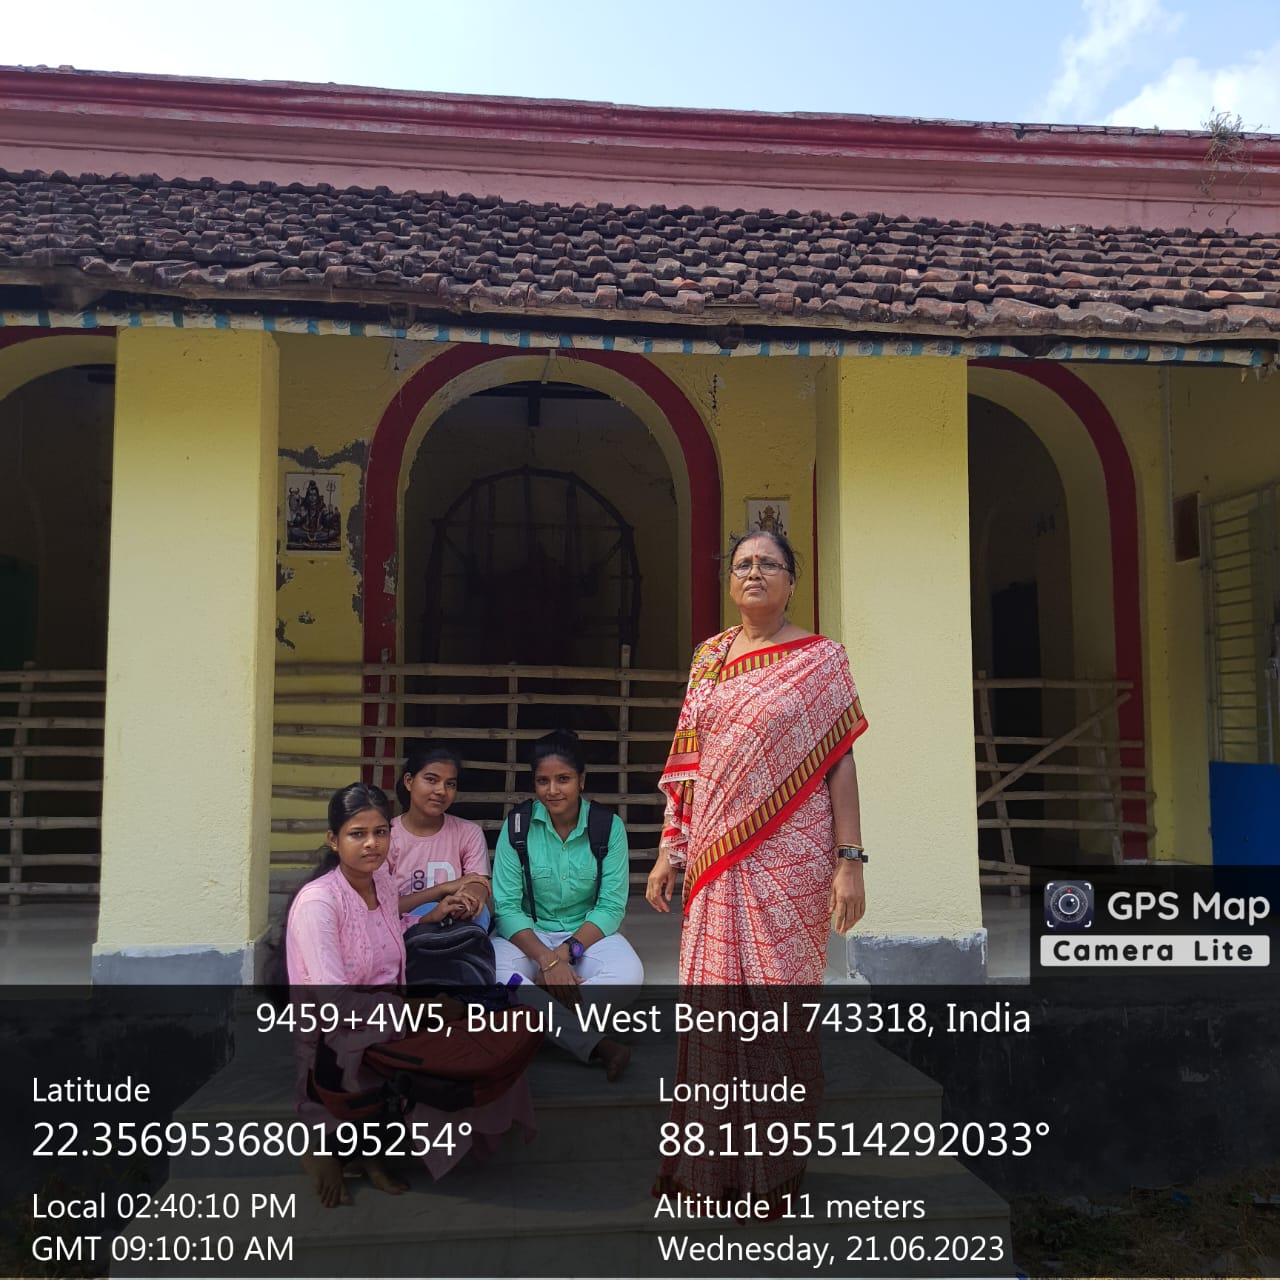 GPS Map
Camera Lite
9459+4W5, Burul, West Bengal 743318, India
Latitude
22.356953680195254°
Longitude
88.1195514292033°
Local 02:40:10 PM
GMT 09:10:10 AM
Altitude 11 meters
Wednesday, 21.06.2023